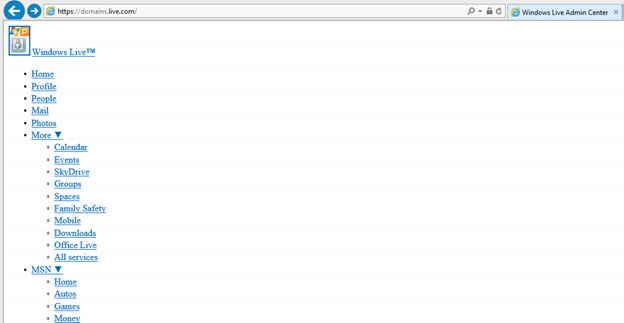 https://domains.live.com/
Windows Live Admin Center
Windows Live™
Home
Profile
People
Mail
Photos
More ▼
Calendar
Events
SkyDrive
Groups
Spaces
Family Safety
Mobile
Downloads
Office Live
All services
MSN ▼
Home
Autos
Games
Money